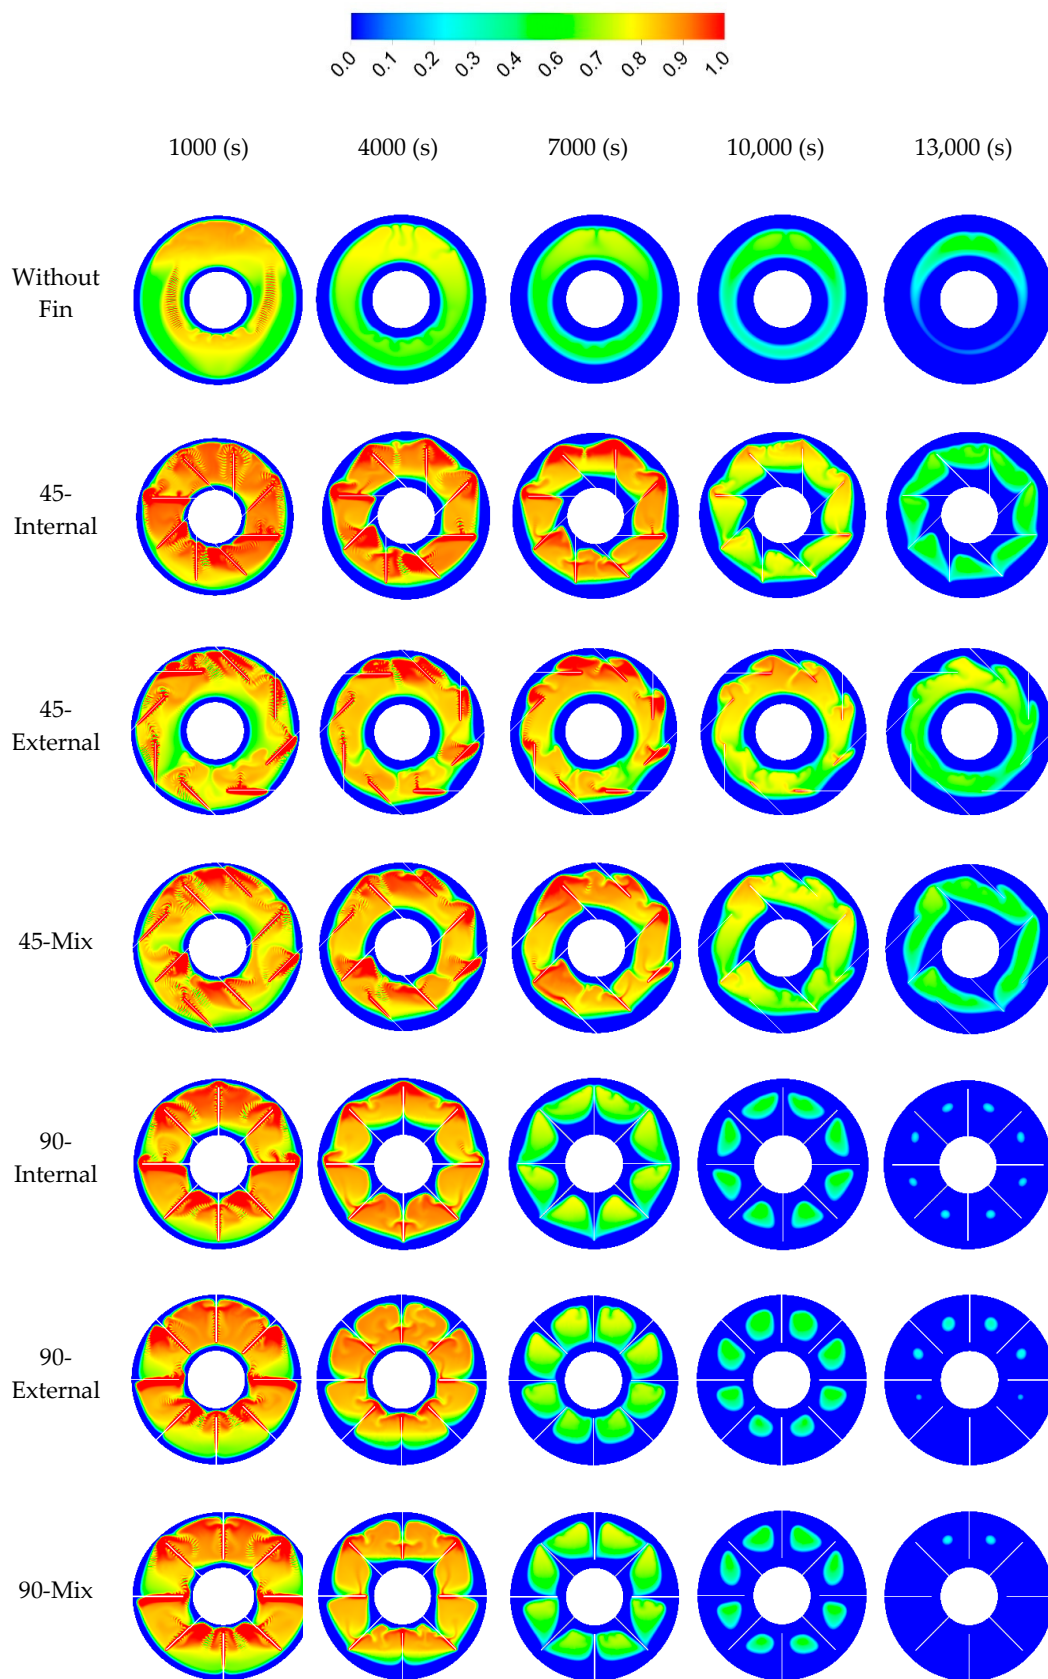 0.0 0.1 0.2 0.3 0.4 0.6 0.7 0.8 0.9 1.0
1000 (s) 4000 (s) 7000 (s) 10,000 (s) 13,000 (s)
Without
Fin
45-
Internal
45-
External
45-Mix
90-
Internal
90-
External
90-Mix